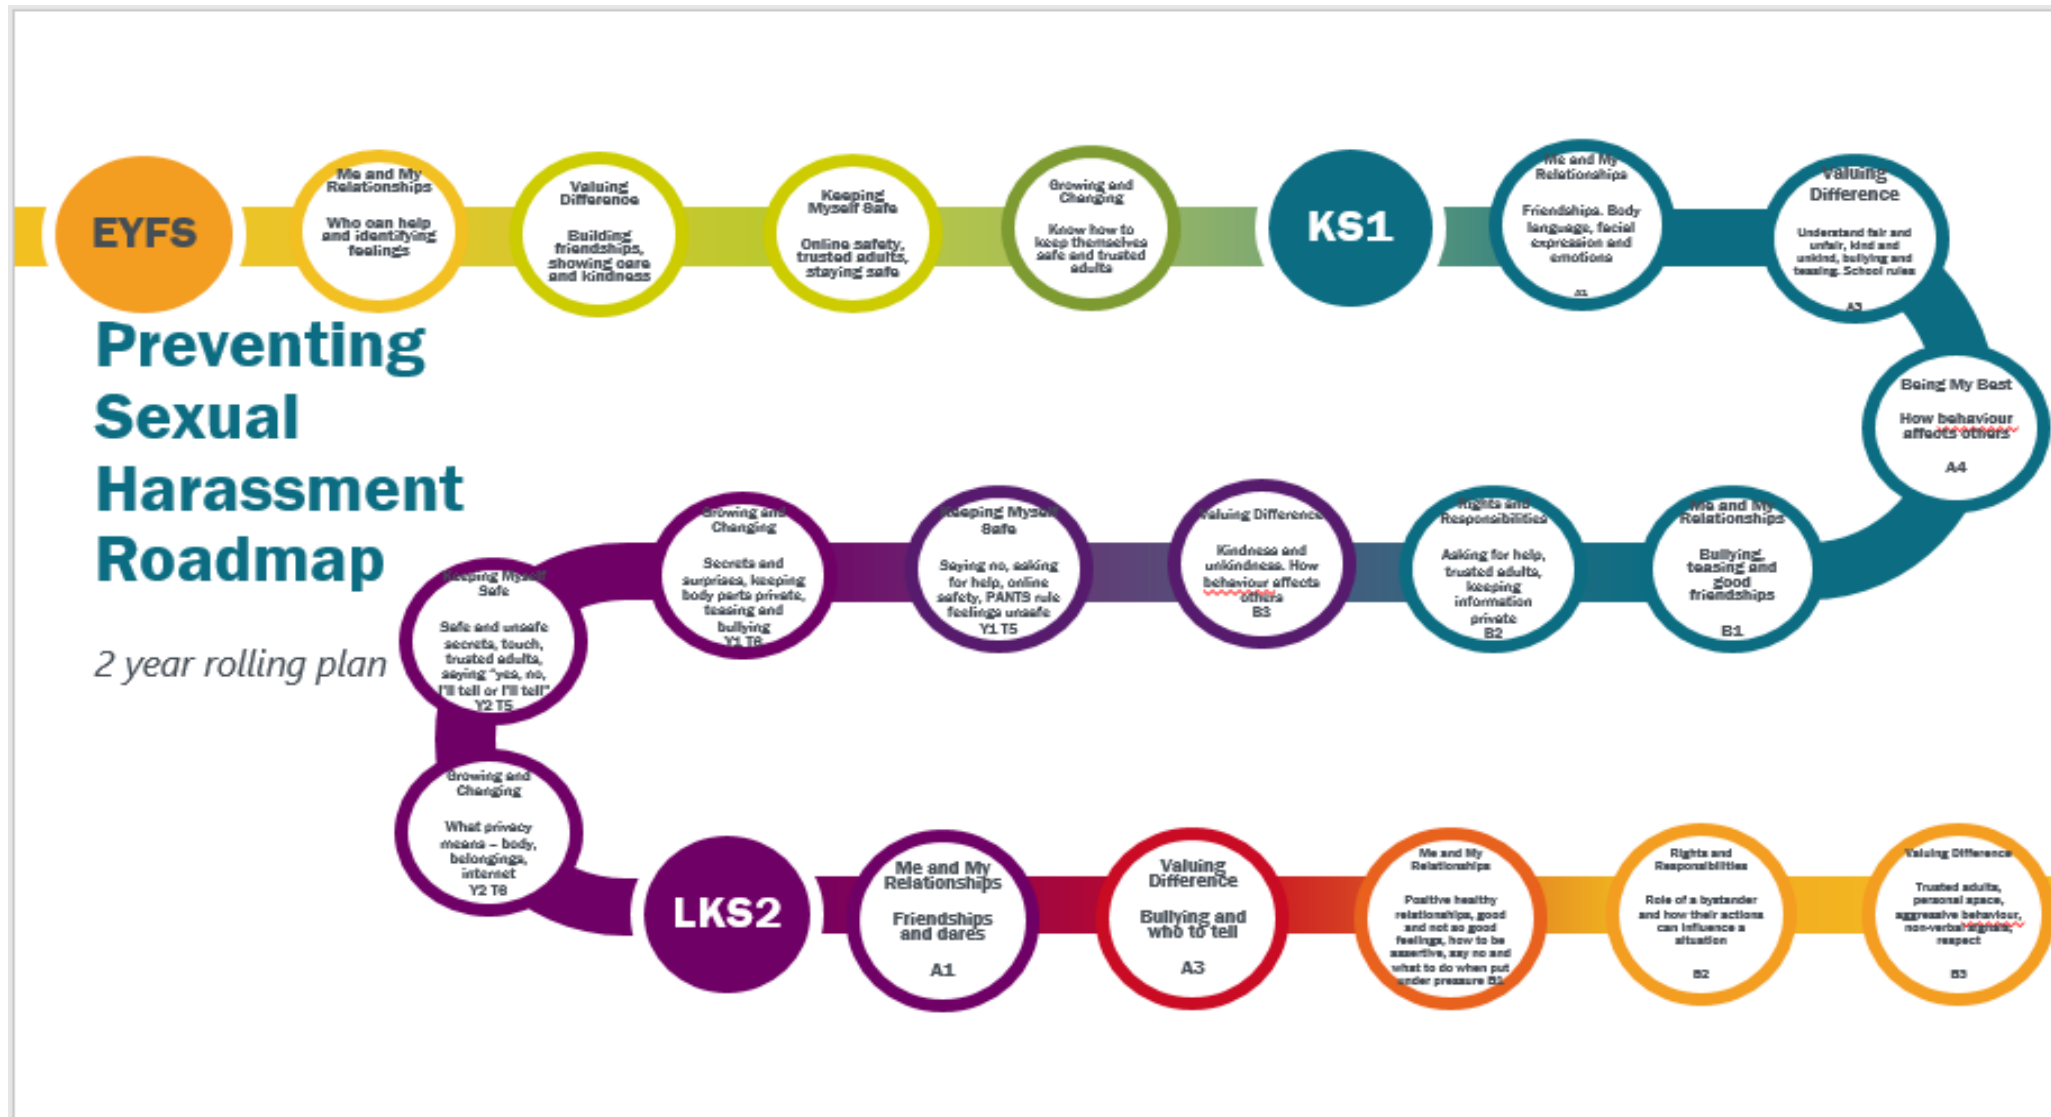 EYFS
Me and My
Relationships
Who can help
and identifying
feelings
Valuing
Difference
Building
friendships,
showing care
and kindness
Keeping
Myself Safe
Online safety,
trusted adults,
staying safe
Growing and
Changing
Know how to
keep themselves
safe and trusted
adults
KS1
Me and My
Relationships
Friendships. Body
language, facial
expression and
emotions
A1
Valuing
Difference
Understand fair and
unfair, kind and
unkind, bullying and
teasing. School rules
A3
Being My Best
How behaviour
affects others
A4
Me and My
Relationships
Bullying,
teasing and
good
friendships
B1
Rights and
Responsibilities
Asking for help,
trusted adults,
keeping
information
private
B2
Valuing Difference
Kindness and
unkindness. How
behaviour affects
others
B3
Keeping Myself
Safe
Saying no, asking
for help, online
safety, PANTS rule
feelings unsafe
Y1 T5
Growing and
Changing
Secrets and
surprises, keeping
body parts private,
teasing and
bullying
Y1 T6
Keeping Myself
Safe
Safe and unsafe
secrets, touch,
trusted adults,
saying "yes, no,
I'll tell or I'll tell"
Y2 T5
Growing and
Changing
What privacy
means – body,
belongings,
internet
Y2 T6
LKS2
Me and My
Relationships
Friendships
and dares
A1
Valuing
Difference
Bullying and
who to tell
A3
Me and My
Relationships
Positive healthy
relationships, good
and not so good
feelings, how to be
assertive, say no and
what to do when put
under pressure B1
Rights and
Responsibilities
Role of a bystander
and how their actions
can influence a
situation
B2
Valuing Difference
Trusted adults,
personal space,
aggressive behaviour,
non-verbal signals,
respect
B3
Preventing
Sexual
Harassment
Roadmap
2 year rolling plan